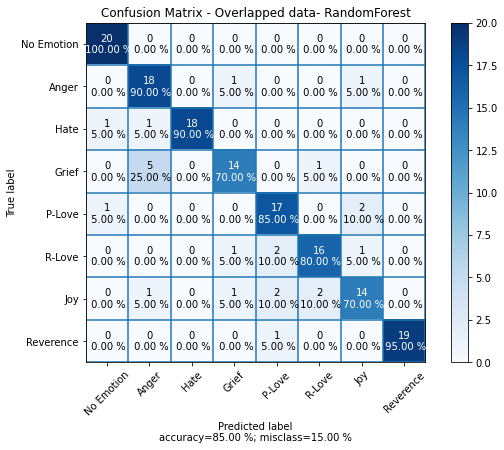 Confusion Matrix - Overlapped data- RandomForest
No Emotion
20 0 0 0 0 0 0 0
100.00 % 0.00 % 0.00 % 0.00 % 0.00 % 0.00 % 0.00 % 0.00 %
Anger
0 18 0 1 0 0 1 0
0.00 % 90.00 % 0.00 % 5.00 % 0.00 % 0.00 % 5.00 % 0.00 %
Hate
1 1 18 0 0 0 0 0
5.00 % 5.00 % 90.00 % 0.00 % 0.00 % 0.00 % 0.00 % 0.00 %
Grief
0 5 0 14 0 1 0 0
0.00 % 25.00 % 0.00 % 70.00 % 0.00 % 5.00 % 0.00 % 0.00 %
P-Love
1 0 0 0 17 0 2 0
5.00 % 0.00 % 0.00 % 0.00 % 85.00 % 0.00 % 10.00 % 0.00 %
R-Love
0 0 0 1 2 16 1 0
0.00 % 0.00 % 0.00 % 5.00 % 10.00 % 80.00 % 5.00 % 0.00 %
Joy
0 1 0 1 2 2 14 0
0.00 % 5.00 % 0.00 % 5.00 % 10.00 % 10.00 % 70.00 % 0.00 %
Reverence
0 0 0 0 1 0 0 19
0.00 % 0.00 % 0.00 % 0.00 % 5.00 % 0.00 % 0.00 % 95.00 %
True label
No Emotion Anger Hate Grief P-Love R-Love Joy Reverence
Predicted label
accuracy=85.00 %; misclass=15.00 %
20.0
17.5
15.0
12.5
10.0
7.5
5.0
2.5
0.0